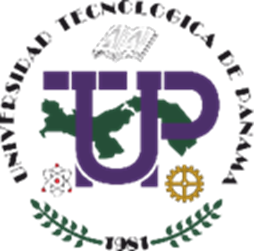 UNIVERSIDAD TECNOLOGICA DE PANAMA
UTP
1981